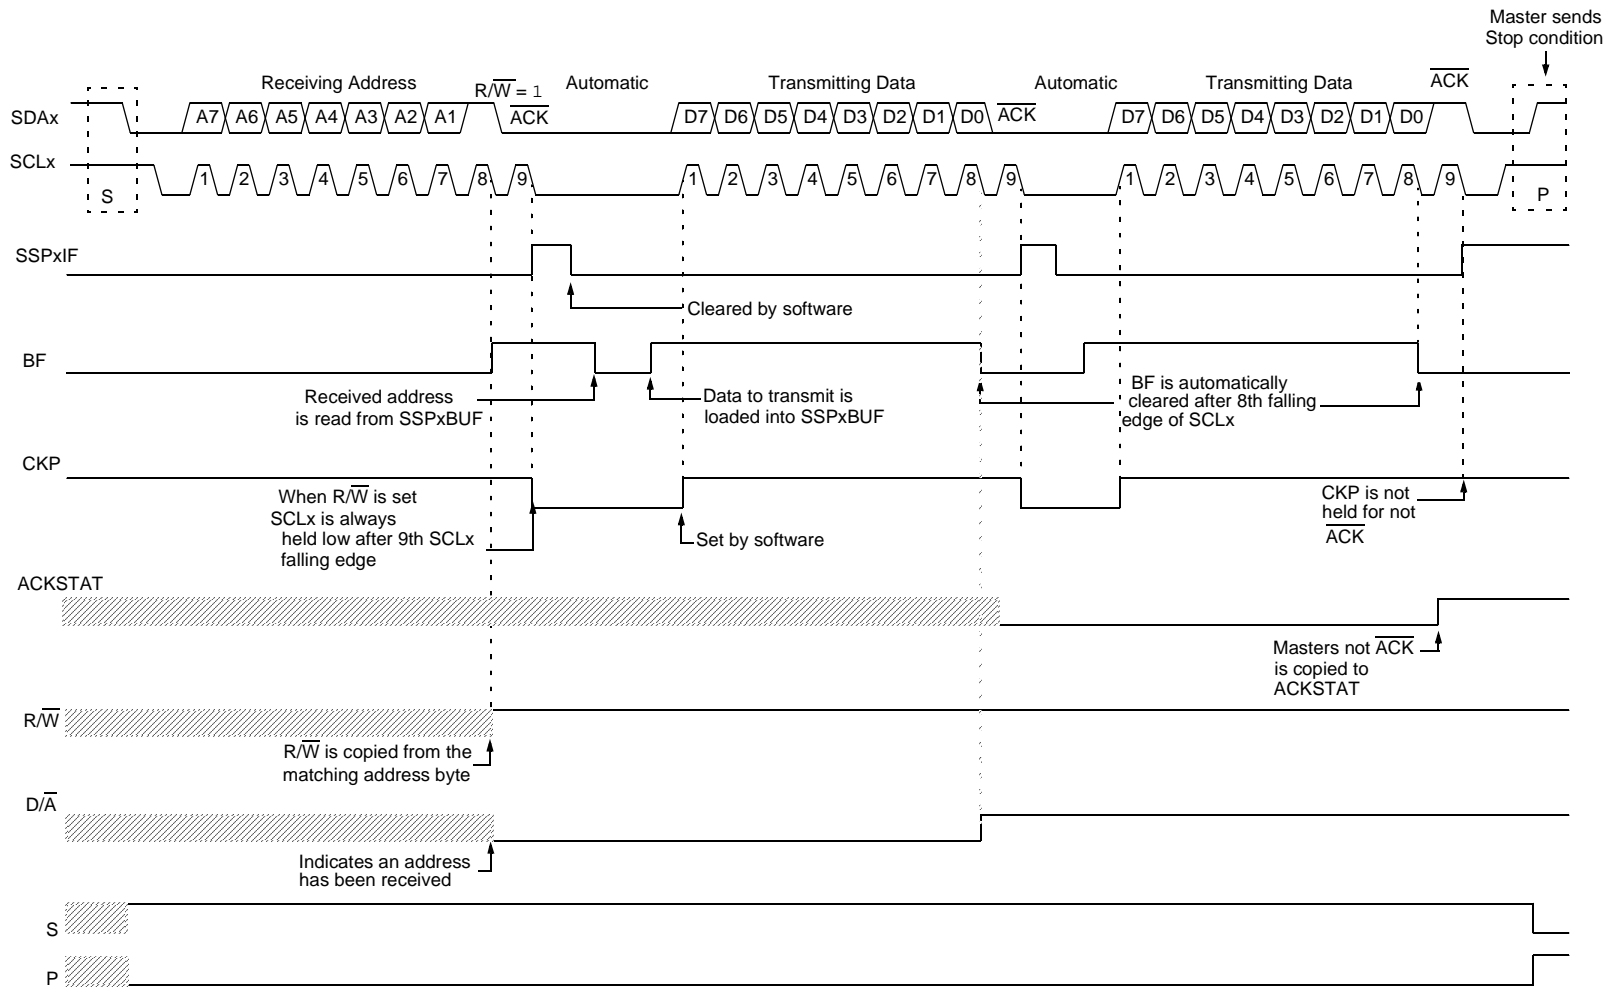 Master sends
Stop condition
Receiving Address
R/W̅ = 1
Automatic
Transmitting Data
Automatic
Transmitting Data
A̅C̅K̅
SDAx
A7 A6 A5 A4 A3 A2 A1
A̅C̅K̅
D7 D6 D5 D4 D3 D2 D1 D0
A̅C̅K̅
D7 D6 D5 D4 D3 D2 D1 D0
SCLx
S
1 2 3 4 5 6 7 8 9
1 2 3 4 5 6 7 8 9
1 2 3 4 5 6 7 8 9
P
SSPxIF
Cleared by software
BF
Received address
is read from SSPxBUF
Data to transmit is
loaded into SSPxBUF
BF is automatically
cleared after 8th falling
edge of SCLx
CKP
When R/W̅ is set
SCLx is always
held low after 9th SCLx
falling edge
Set by software
CKP is not
held for not
A̅C̅K̅
ACKSTAT
Masters not A̅C̅K̅
is copied to
ACKSTAT
R/W̅
R/W̅ is copied from the
matching address byte
D/A̅
Indicates an address
has been received
S
P